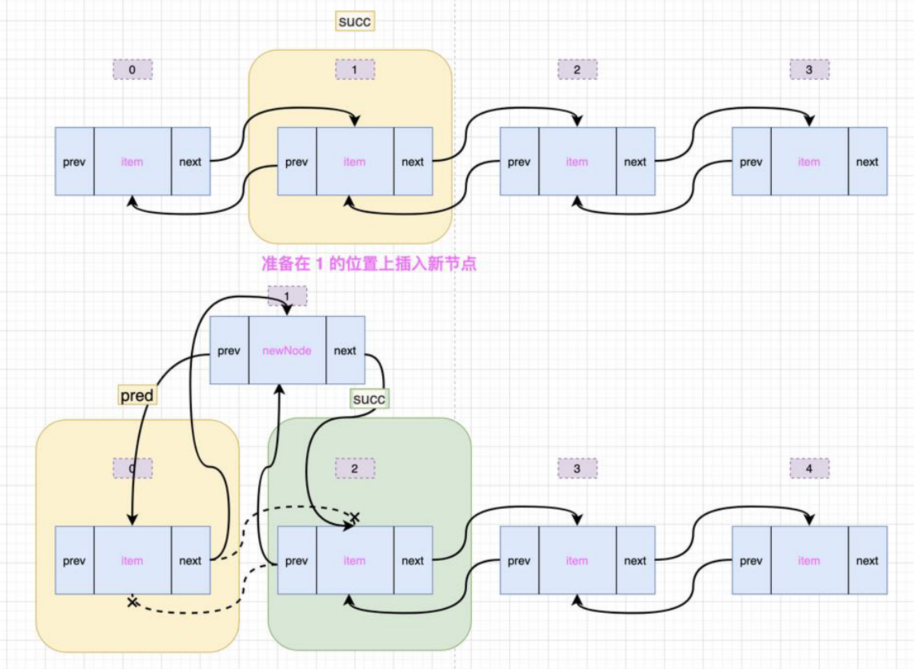 succ
0 1 2 3
prev item next prev item next prev item next prev item next
准备在 1 的位置上插入新节点
1
prev newNode next
pred succ
0 2 3 4
prev item next prev item next prev item next prev item next